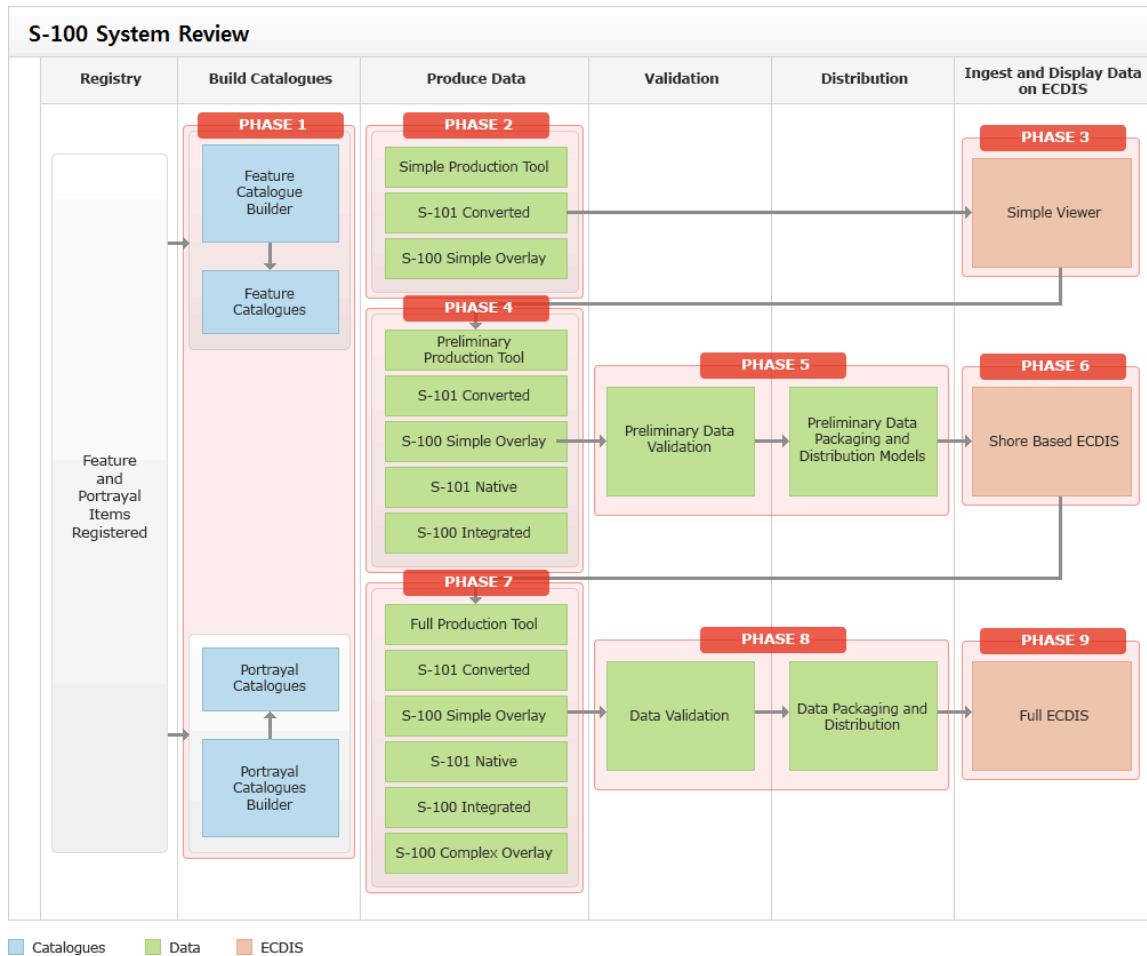 S-100 System Review
Registry
Build Catalogues
Produce Data
Validation
Distribution
Ingest and Display Data
on ECDIS
PHASE 1
PHASE 2
PHASE 3
Feature
Catalogue
Builder
Feature
Catalogues
Simple Production Tool
S-101 Converted
S-100 Simple Overlay
Simple Viewer
PHASE 4
Preliminary
Production Tool
S-101 Converted
S-100 Simple Overlay
S-101 Native
S-100 Integrated
PHASE 5
Preliminary Data
Validation
Preliminary Data
Packaging and
Distribution Models
PHASE 6
Shore Based ECDIS
Feature
and
Portrayal
Items
Registered
PHASE 7
Full Production Tool
S-101 Converted
S-100 Simple Overlay
S-101 Native
S-100 Integrated
S-100 Complex Overlay
Portrayal
Catalogues
Portrayal
Catalogues
Builder
PHASE 8
Data Validation
Data Packaging and
Distribution
PHASE 9
Full ECDIS
Catalogues
Data
ECDIS